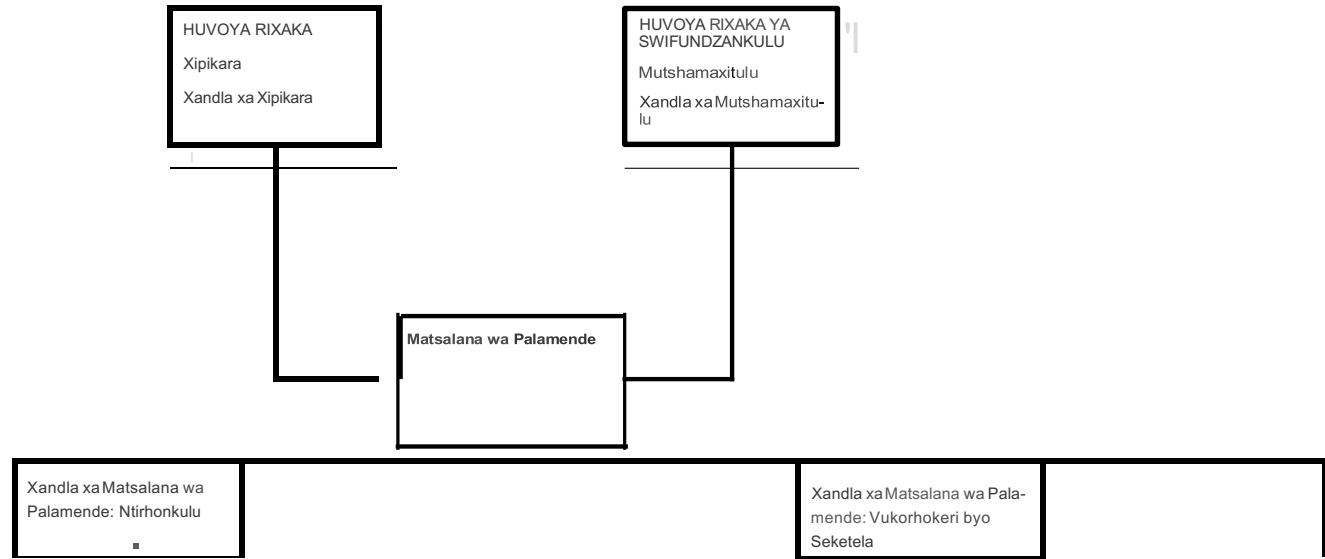 HUVOYA RIXAKA
Xipikara
Xandla xa Xipikara
HUVOYA RIXAKA YA
SWIFUNDZANKULU
Mutshamaxitulu
Xandla xa Mutshamaxitu-
lu
Matsalana wa Palamende
Xandla xa Matsalana wa
Palamende: Ntirhonkulu
Xandla xa Matsalana wa Pala-
mende: Vukorhokeri byo
Seketela